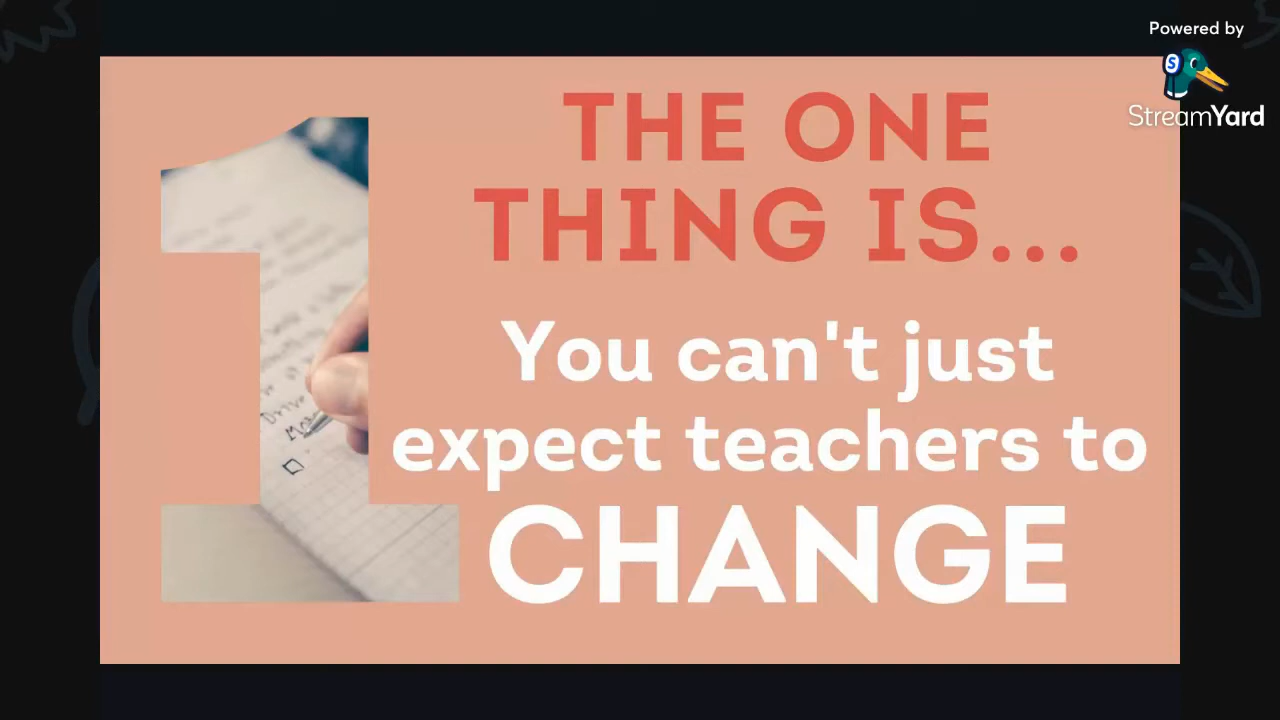 Powered by
StreamYard
THE ONE
THING IS...
You can't just
expect teachers to
CHANGE